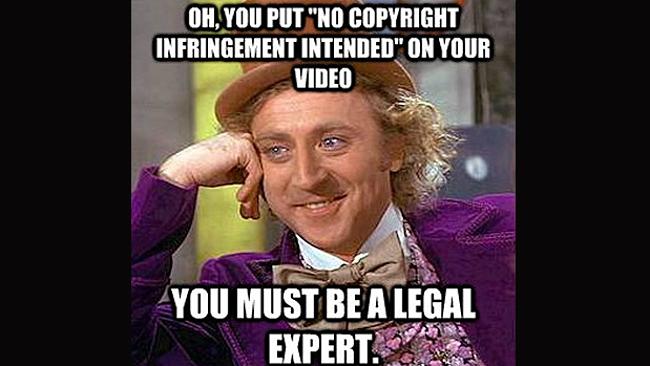 OH, YOU PUT "NO COPYRIGHT
INFRINGEMENT INTENDED" ON YOUR
VIDEO
YOU MUST BE A LEGAL
EXPERT.